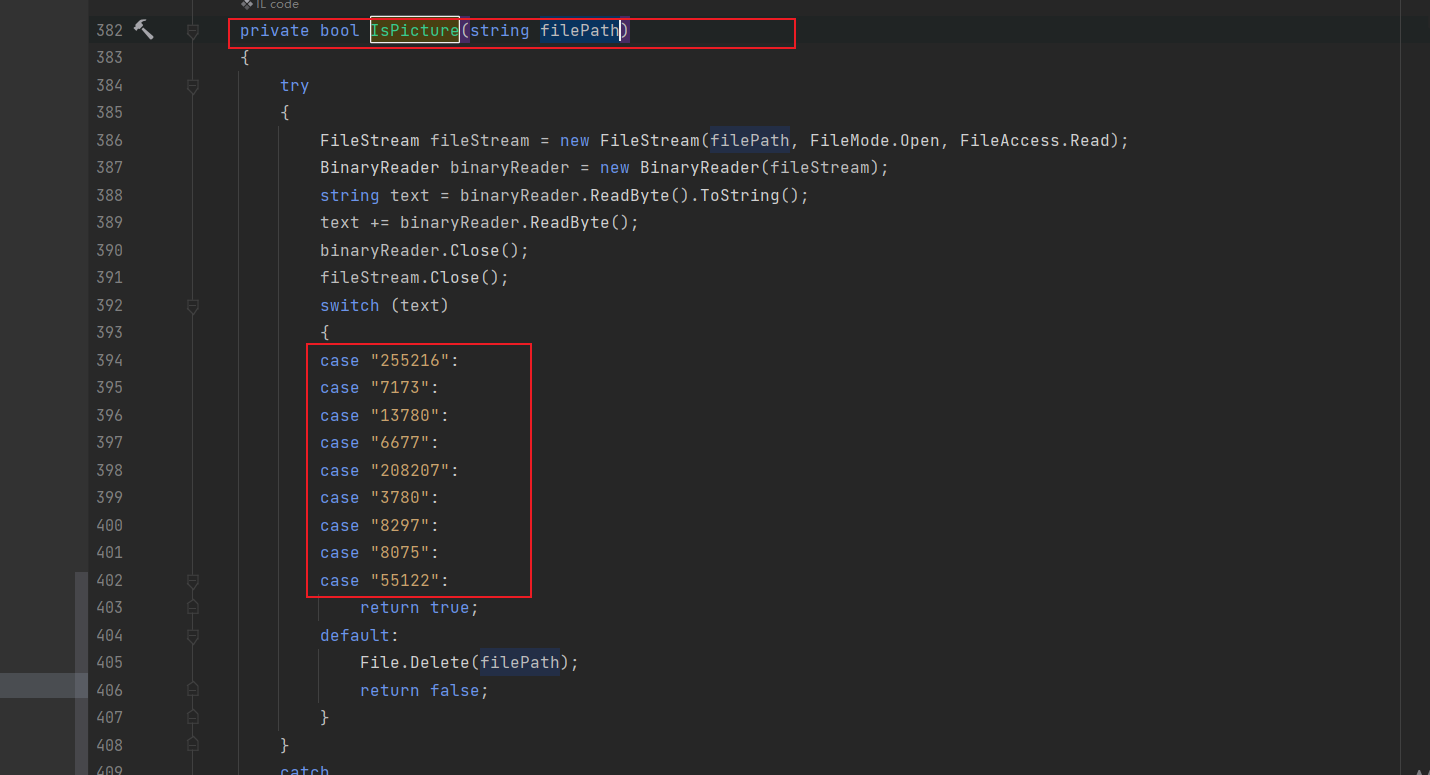 IL code
382 private bool IsPicture(string filePath)
383 {
384 try
385 {
386 FileStream fileStream = new FileStream(filePath, FileMode.Open, FileAccess.Read);
387 BinaryReader binaryReader = new BinaryReader(fileStream);
388 string text = binaryReader.ReadByte().ToString();
389 text += binaryReader.ReadByte();
390 binaryReader.Close();
391 fileStream.Close();
392 switch (text)
393 {
394 case "255216":
395 case "7173":
396 case "13780":
397 case "6677":
398 case "208207":
399 case "3780":
400 case "8297":
401 case "8075":
402 case "55122":
403 return true;
404 default:
405 File.Delete(filePath);
406 return false;
407 }
408 }
409 catch